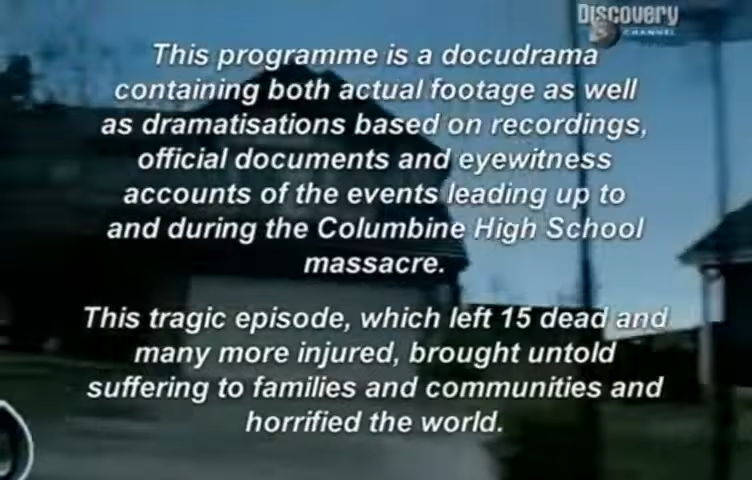 Discovery
CHANNEL
This programme is a docudrama
containing both actual footage as well
as dramatisations based on recordings,
official documents and eyewitness
accounts of the events leading up to
and during the Columbine High School
massacre.
This tragic episode, which left 15 dead and
many more injured, brought untold
suffering to families and communities and
horrified the world.